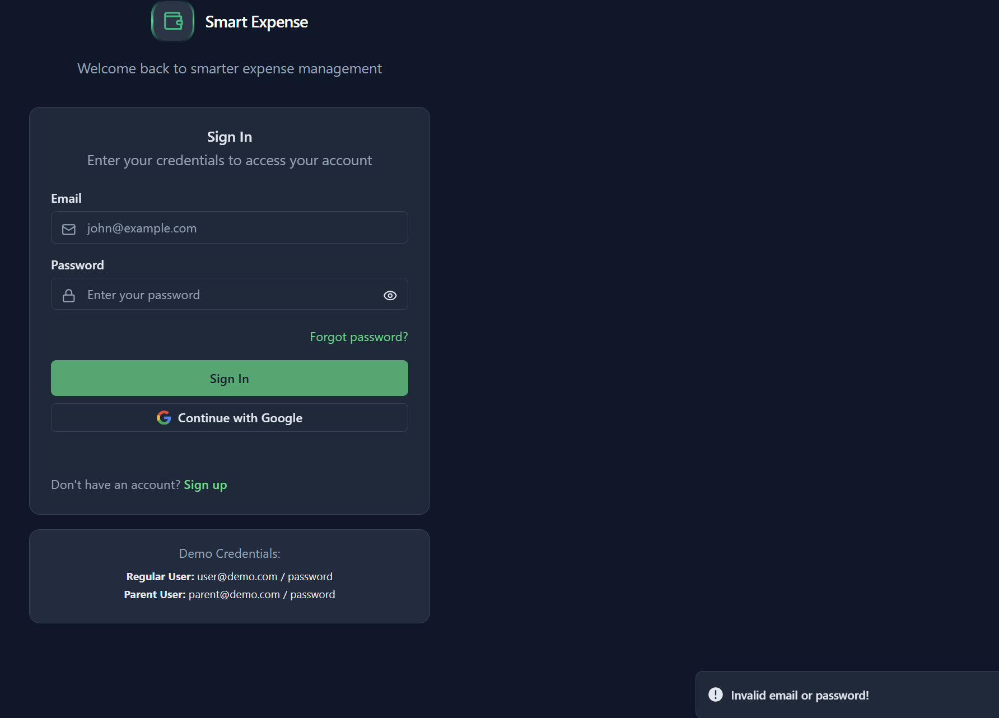 Smart Expense
Welcome back to smarter expense management
Sign In
Enter your credentials to access your account
Email
john@example.com
Password
Enter your password
Forgot password?
Sign In
Continue with Google
Don't have an account? Sign up
Demo Credentials:
Regular User: user@demo.com / password
Parent User: parent@demo.com / password
Invalid email or password!